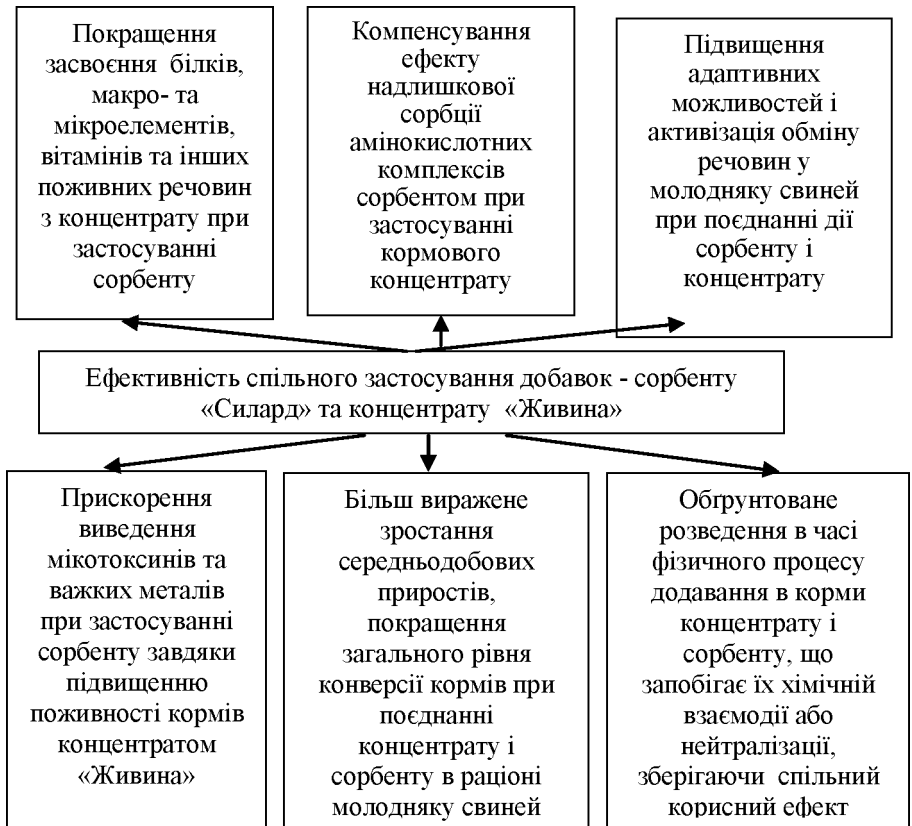 Покращення
засвоєння білків,
макро- та
мікроелементів,
вітамінів та інших
поживних речовин
з концентрату при
застосуванні
сорбенту
Компенсування
ефекту
надлишкової
сорбції
амінокислотних
комплексів
сорбентом при
застосуванні
кормового
концентрату
Підвищення
адаптивних
можливостей і
активізація обміну
речовин у
молодняку свиней
при поєднанні дії
сорбенту і
концентрату
Ефективність спільного застосування добавок - сорбенту
«Силард» та концентрату «Живина»
Прискорення
виведення
мікотоксинів та
важких металів
при застосуванні
сорбенту завдяки
підвищенню
поживності кормів
концентратом
«Живина»
Більш виражене
зростання
середньодобових
приростів,
покращення
загального рівня
конверсії кормів при
поєднанні
концентрату і
сорбенту в раціоні
молодняку свиней
Обґрунтоване
розведення в часі
фізичного процесу
додавання в корми
концентрату і
сорбенту, що
запобігає їх хімічній
взаємодії або
нейтралізації,
зберігаючи спільний
корисний ефект